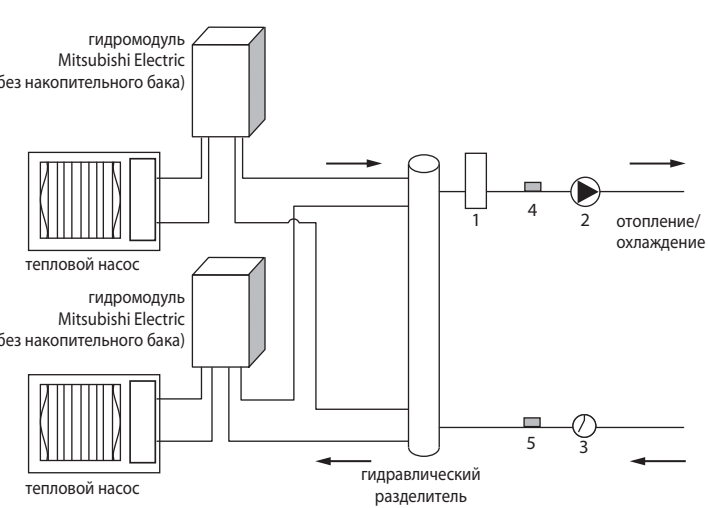 гидромодуль
Mitsubishi Electric
без накопительного бака)
тепловой насос
1
4
2
отопление/
охлаждение
гидромодуль
Mitsubishi Electric
без накопительного бака)
тепловой насос
5
3
гидравлический
разделитель